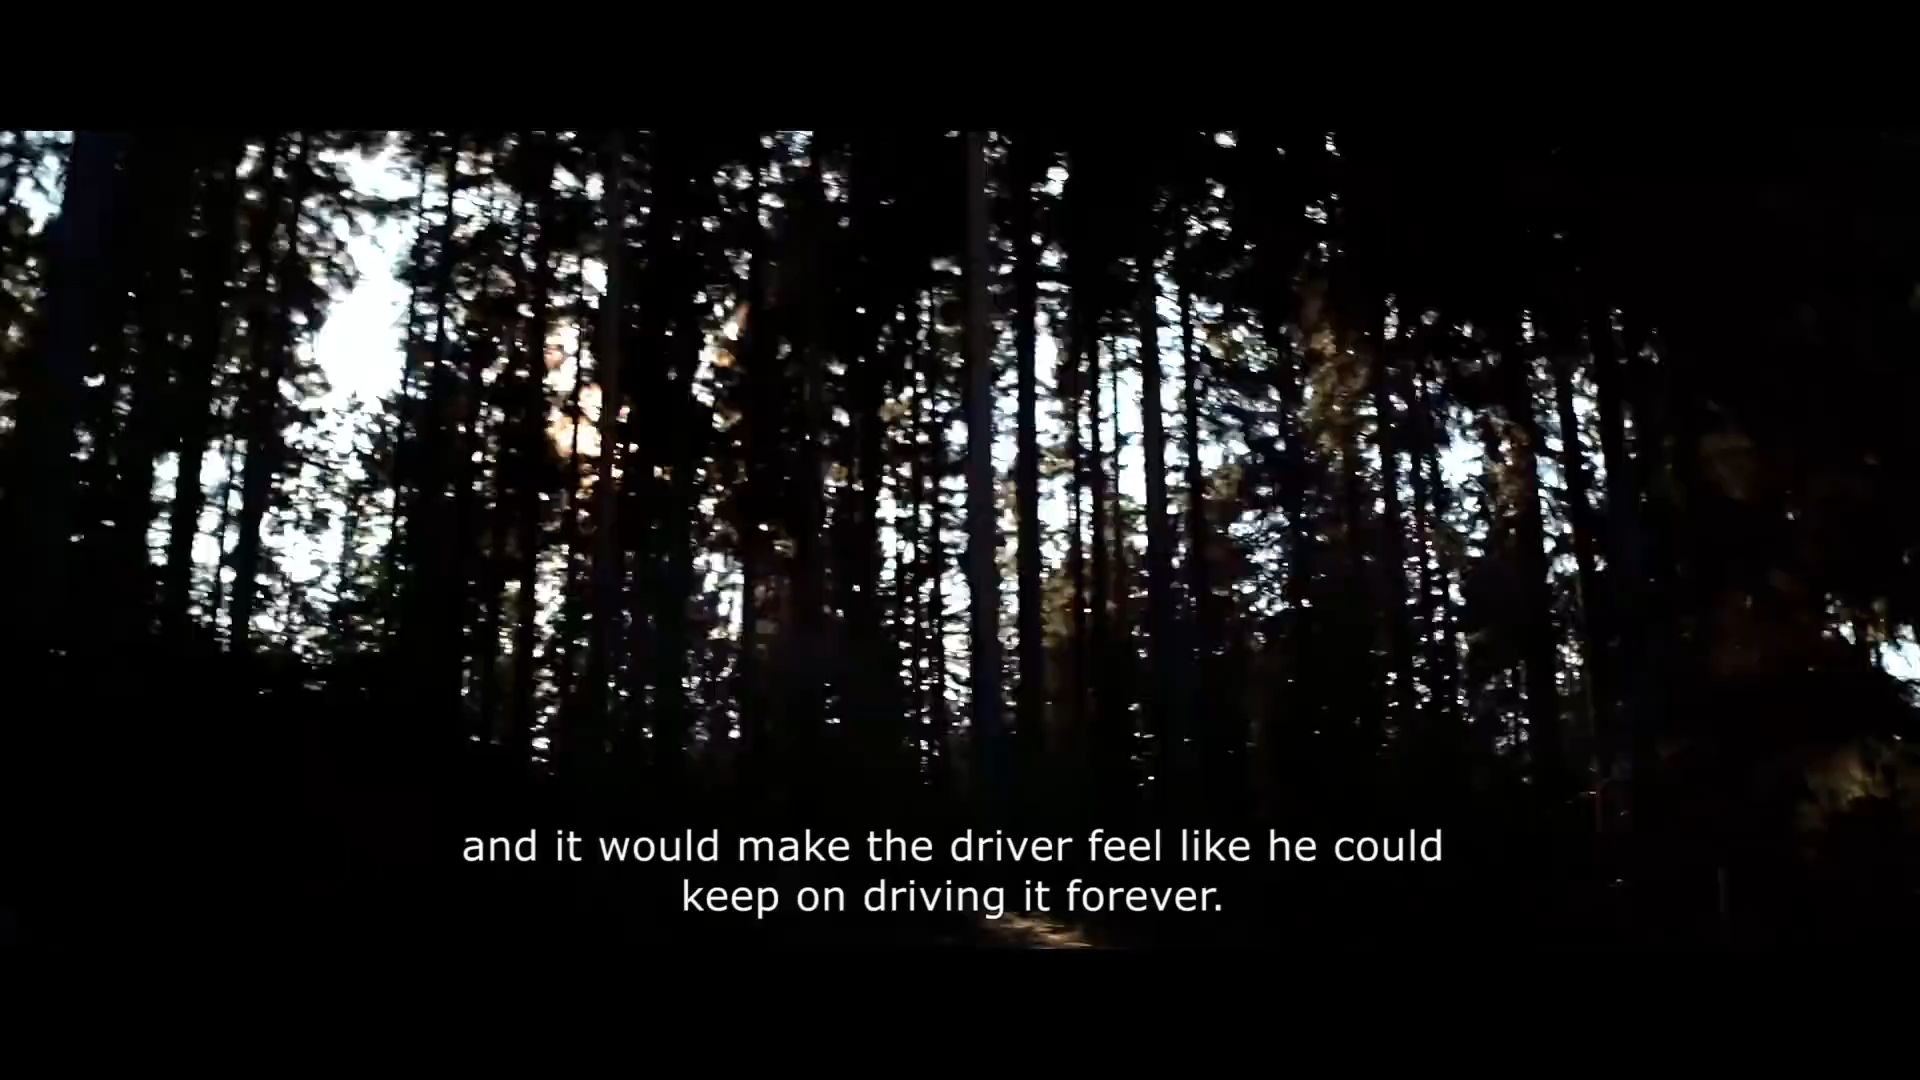 and it would make the driver feel like he could
keep on driving it forever.